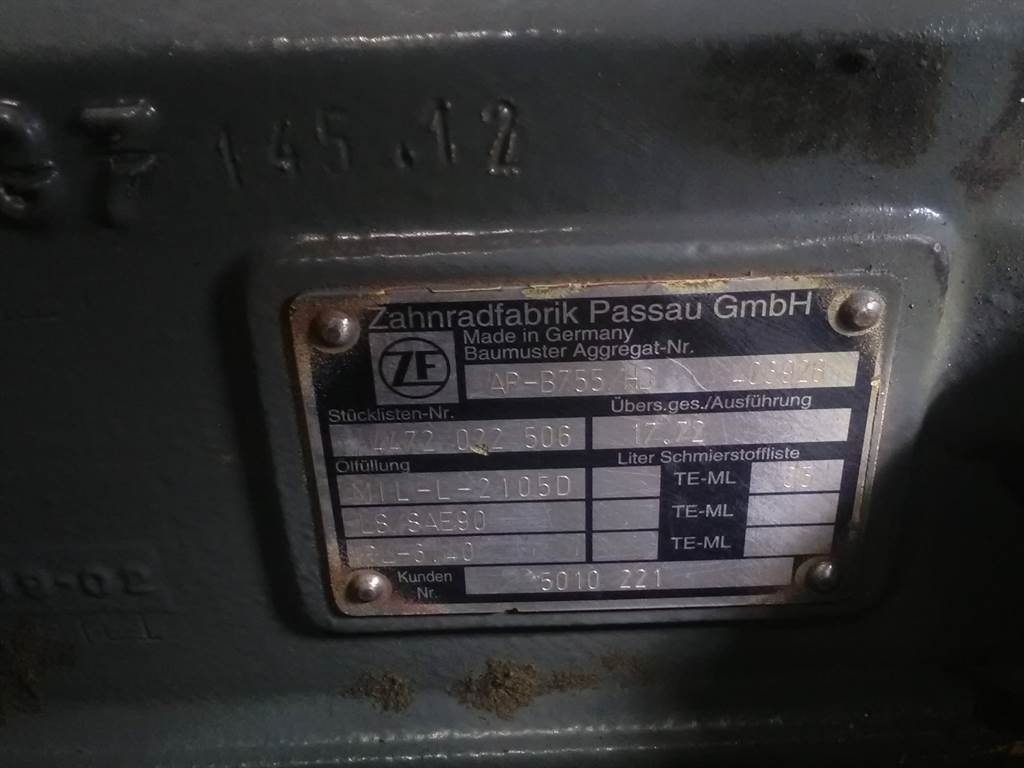 145.12
Zahnradfabrik Passau GmbH
ZF
Made in Germany
Baumuster Aggregat-Nr.
AP-B755 HD
Stücklisten-Nr.
Übers.ges./Ausführung
4472 022 506 17.72
Ölfüllung
Liter Schmierstoffliste
MIL-L-2105D TE-ML
LS/SAE90 TE-ML
TE-ML
Kunden
Nr.
5010 221